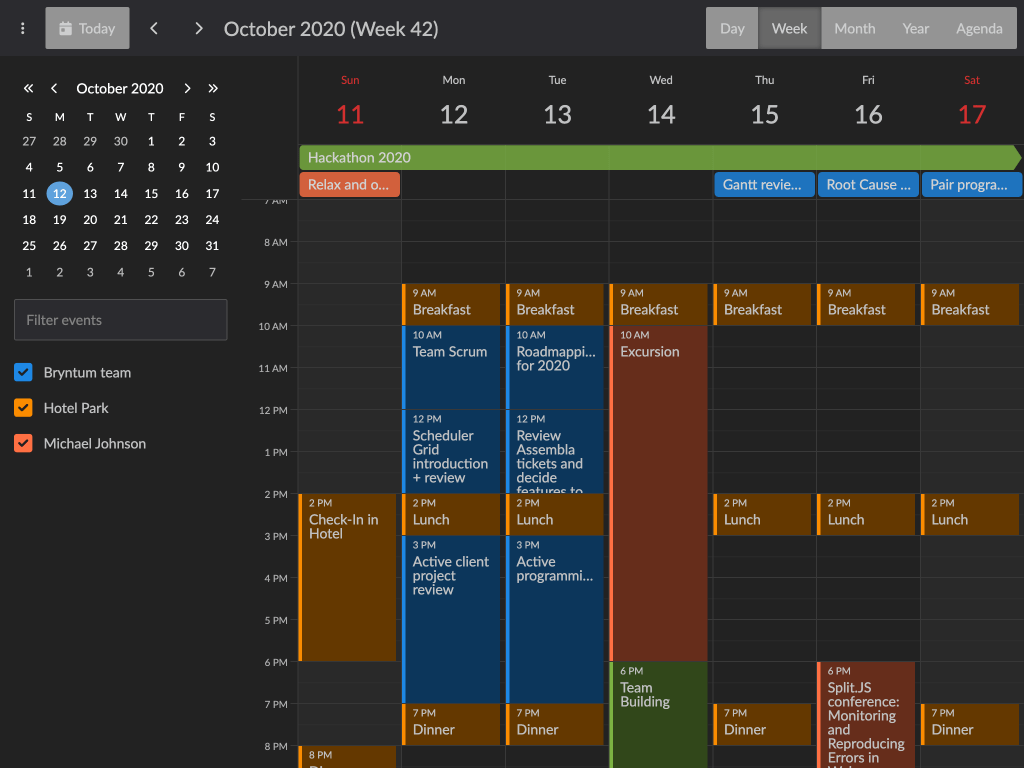 Today
October 2020 (Week 42)
Day Week Month Year Agenda
October 2020
S M T W T F S
27 28 29 30 1 2 3
4 5 6 7 8 9 10
11 12 13 14 15 16 17
18 19 20 21 22 23 24
25 26 27 28 29 30 31
1 2 3 4 5 6 7
Filter events
Bryntum team
Hotel Park
Michael Johnson
Sun Mon Tue Wed Thu Fri Sat
11 12 13 14 15 16 17
Hackathon 2020
Relax and o...
Gantt revie...
Root Cause ...
Pair progra...
7 AM
8 AM
9 AM
10 AM
11 AM
12 PM
1 PM
2 PM
3 PM
4 PM
5 PM
6 PM
7 PM
8 PM
2 PM
Check-In in
Hotel
8 PM
9 AM
Breakfast
10 AM
Team Scrum
12 PM
Scheduler
Grid
introduction
+ review
2 PM
Lunch
3 PM
Active client
project
review
7 PM
Dinner
9 AM
Breakfast
10 AM
Roadmappi...
for 2020
12 PM
Review
Assembla
tickets and
decide
features to
2 PM
Lunch
3 PM
Active
programmi...
7 PM
Dinner
9 AM
Breakfast
10 AM
Excursion
6 PM
Team
Building
9 AM
Breakfast
2 PM
Lunch
7 PM
Dinner
9 AM
Breakfast
2 PM
Lunch
6 PM
Split.JS
conference:
Monitoring
and
Reproducing
Errors in
9 AM
Breakfast
2 PM
Lunch
7 PM
Dinner